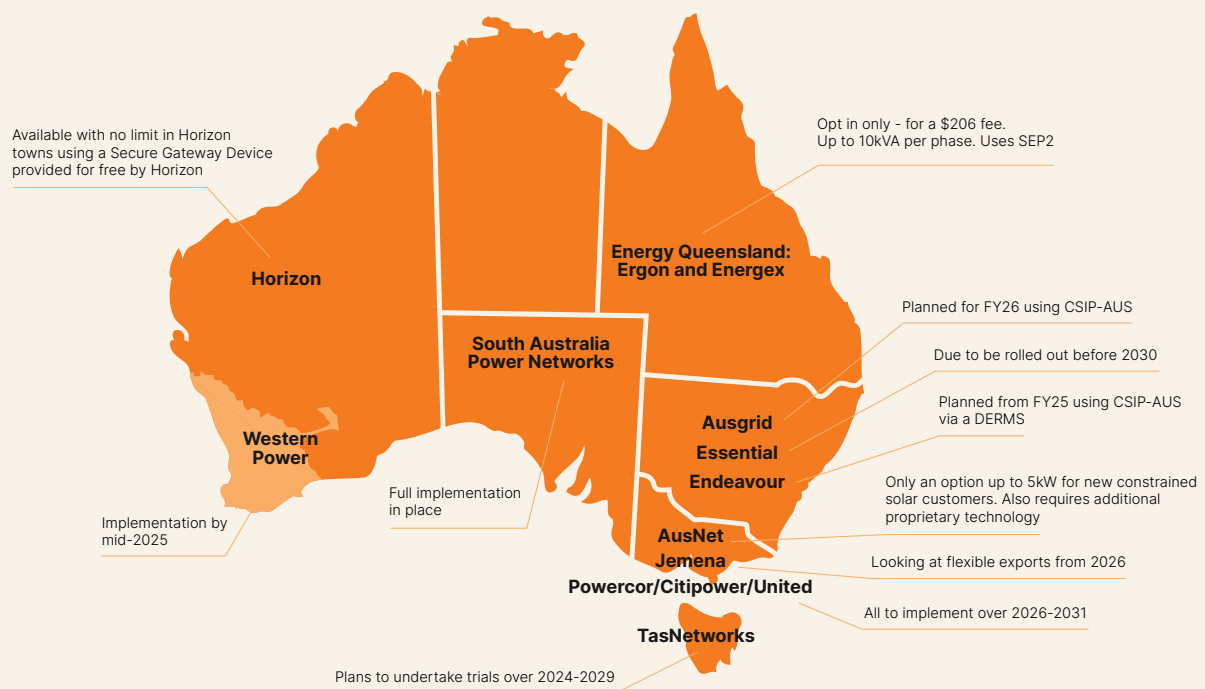 Opt in only - for a $206 fee.
Up to 10kVA per phase. Uses SEP2
Available with no limit in Horizon
towns using a Secure Gateway Device
provided for free by Horizon
Energy Queensland:
Ergon and Energex
Horizon
Planned for FY26 using CSIP-AUS
South Australia
Power Networks
Due to be rolled out before 2030
Planned from FY25 using CSIP-AUS
via a DERMS
Ausgrid
Essential
Endeavour
Western
Power
Only an option up to 5kW for new constrained
solar customers. Also requires additional
proprietary technology
Full implementation
in place
Implementation by
mid-2025
AusNet
Jemena
Looking at flexible exports from 2026
Powercor/Citipower/United
All to implement over 2026-2031
TasNetworks
Plans to undertake trials over 2024-2029